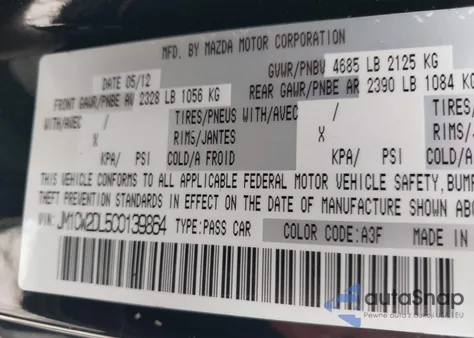 MFD. BY MAZDA MOTOR CORPORATION
DATE 05/12 GVWR/PNBV 4685 LB 2125 KG
FRONT GAWR/PNBE AV 2328 LB 1056 KG REAR GAWR/PNBE AR 2390 LB 1084 KG
WITH/AVEC / TIRES/PNEUS WITH/AVEC / TIRES/P
X RIMS/JANTES X RIMS/
KPA/ PSI COLD/A FROID KPA/ PSI COLD/A
THIS VEHICLE CONFORMS TO ALL APPLICABLE FEDERAL MOTOR VEHICLE SAFETY, BUMP
THEFT PREVENTION STANDARDS IN EFFECT ON THE DATE OF MANUFACTURE SHOWN ABO
VIN: JM1CW2DL5C0139864 TYPE: PASS CAR COLOR CODE: A3F MADE IN
autoSnap
Pewne auta z